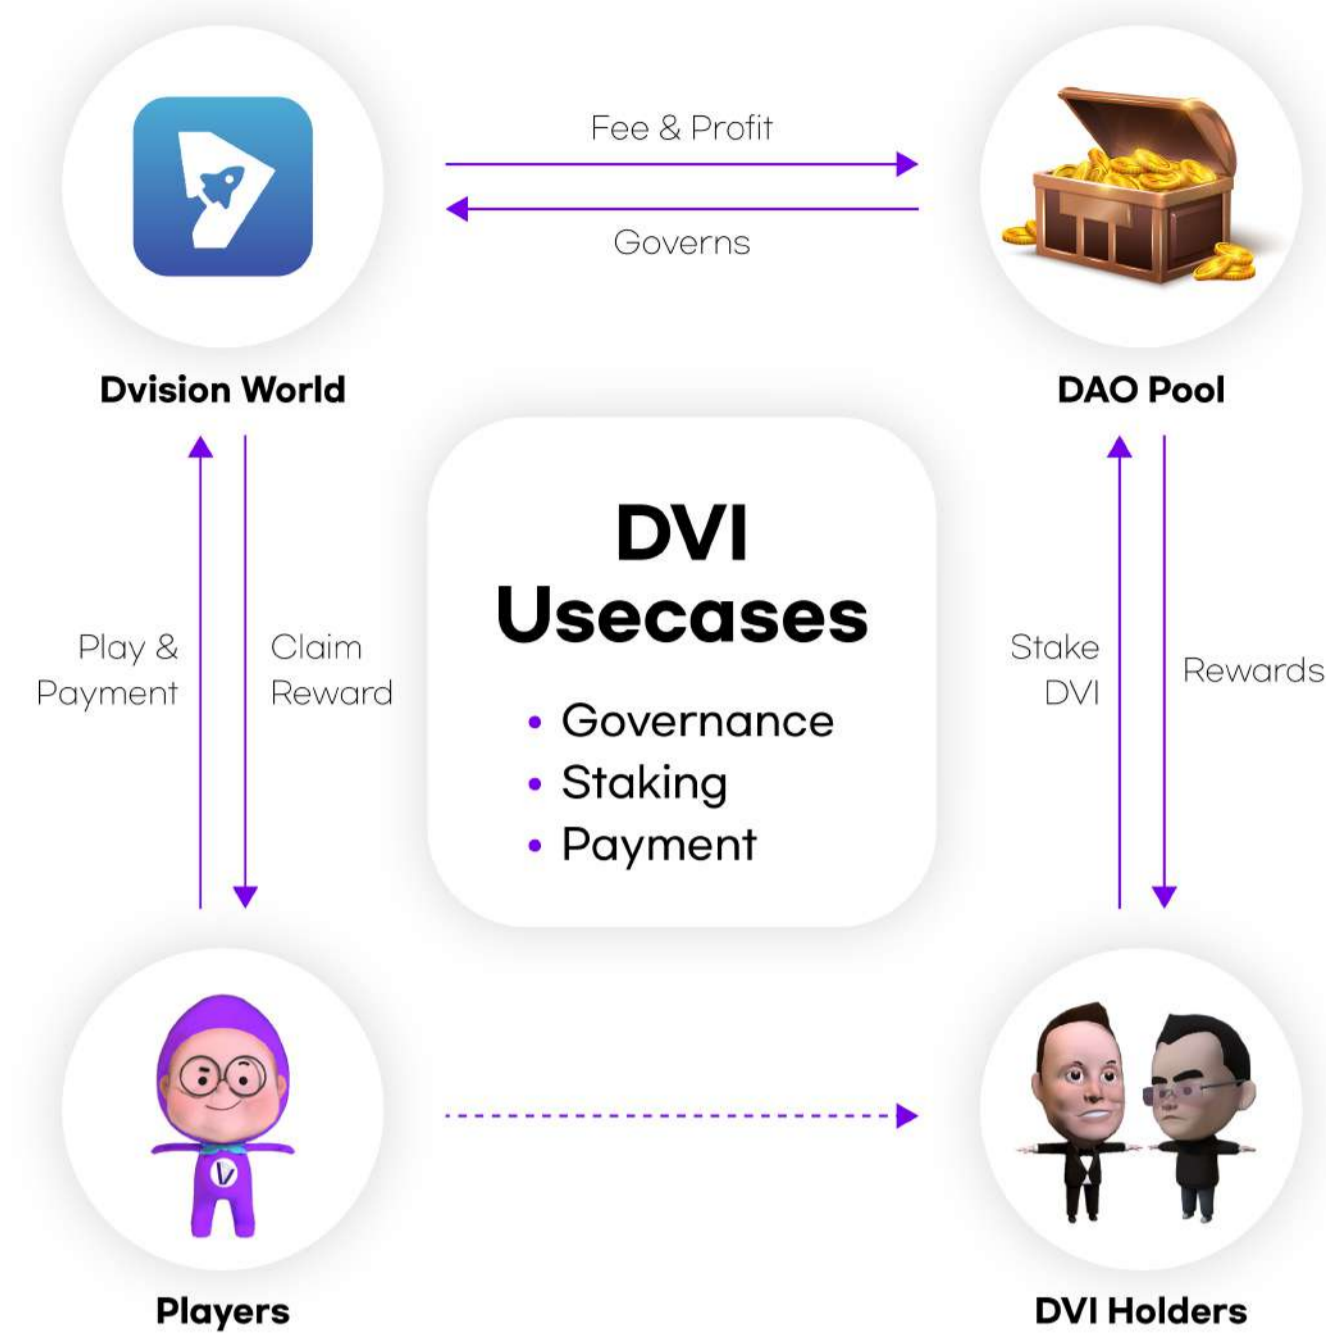 Fee & Profit
Governs
Dvision World
DAO Pool
DVI
Usecases
• Governance
• Staking
• Payment
Play &
Payment
Claim
Reward
Stake
DVI
Rewards
Players
DVI Holders